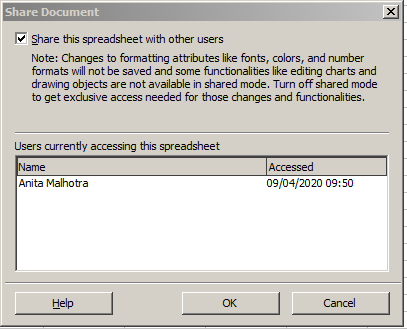 Share Document
Share this spreadsheet with other users
Note: Changes to formatting attributes like fonts, colors, and number
formats will not be saved and some functionalities like editing charts and
drawing objects are not available in shared mode. Turn off shared mode
to get exclusive access needed for those changes and functionalities.
Users currently accessing this spreadsheet
Name Accessed
Anita Malhotra 09/04/2020 09:50
Help OK Cancel